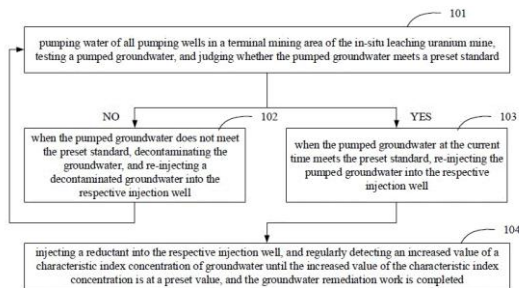 101
pumping water of all pumping wells in a terminal mining area of the in-situ leaching uranium mine,
testing a pumped groundwater, and judging whether the pumped groundwater meets a preset standard
NO
102
YES
103
when the pumped groundwater does not meet
the preset standard, decontaminating the
groundwater, and re-injecting a
decontaminated groundwater into the
respective injection well
when the pumped groundwater at the current
time meets the preset standard, re-injecting the
pumped groundwater into the respective
injection well
104
injecting a reductant into the respective injection well, and regularly detecting an increased value of a
characteristic index concentration of groundwater until the increased value of the characteristic index
concentration is at a preset value, and the groundwater remediation work is completed